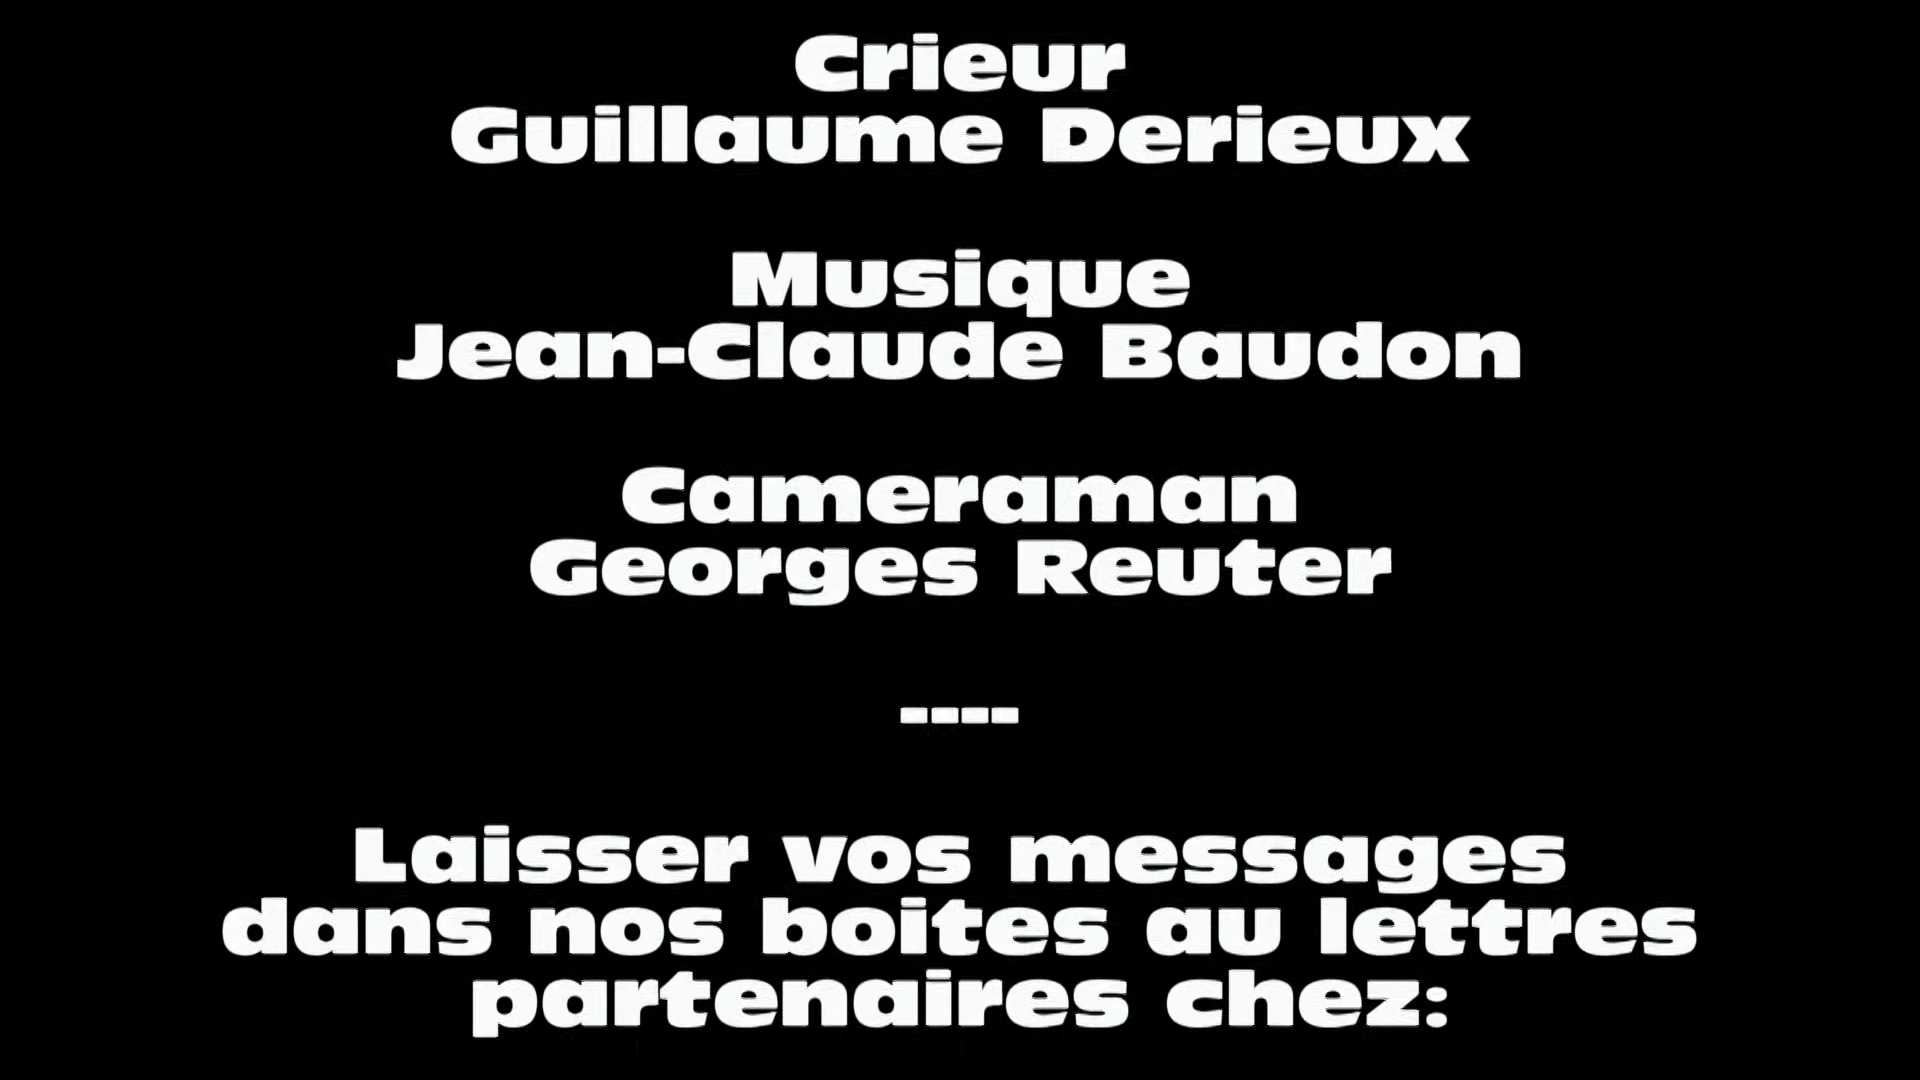 Crieur
Guillaume Derieux
Musique
Jean-Claude Baudon
Cameraman
Georges Reuter
----
Laisser vos messages
dans nos boites au lettres
partenaires chez: